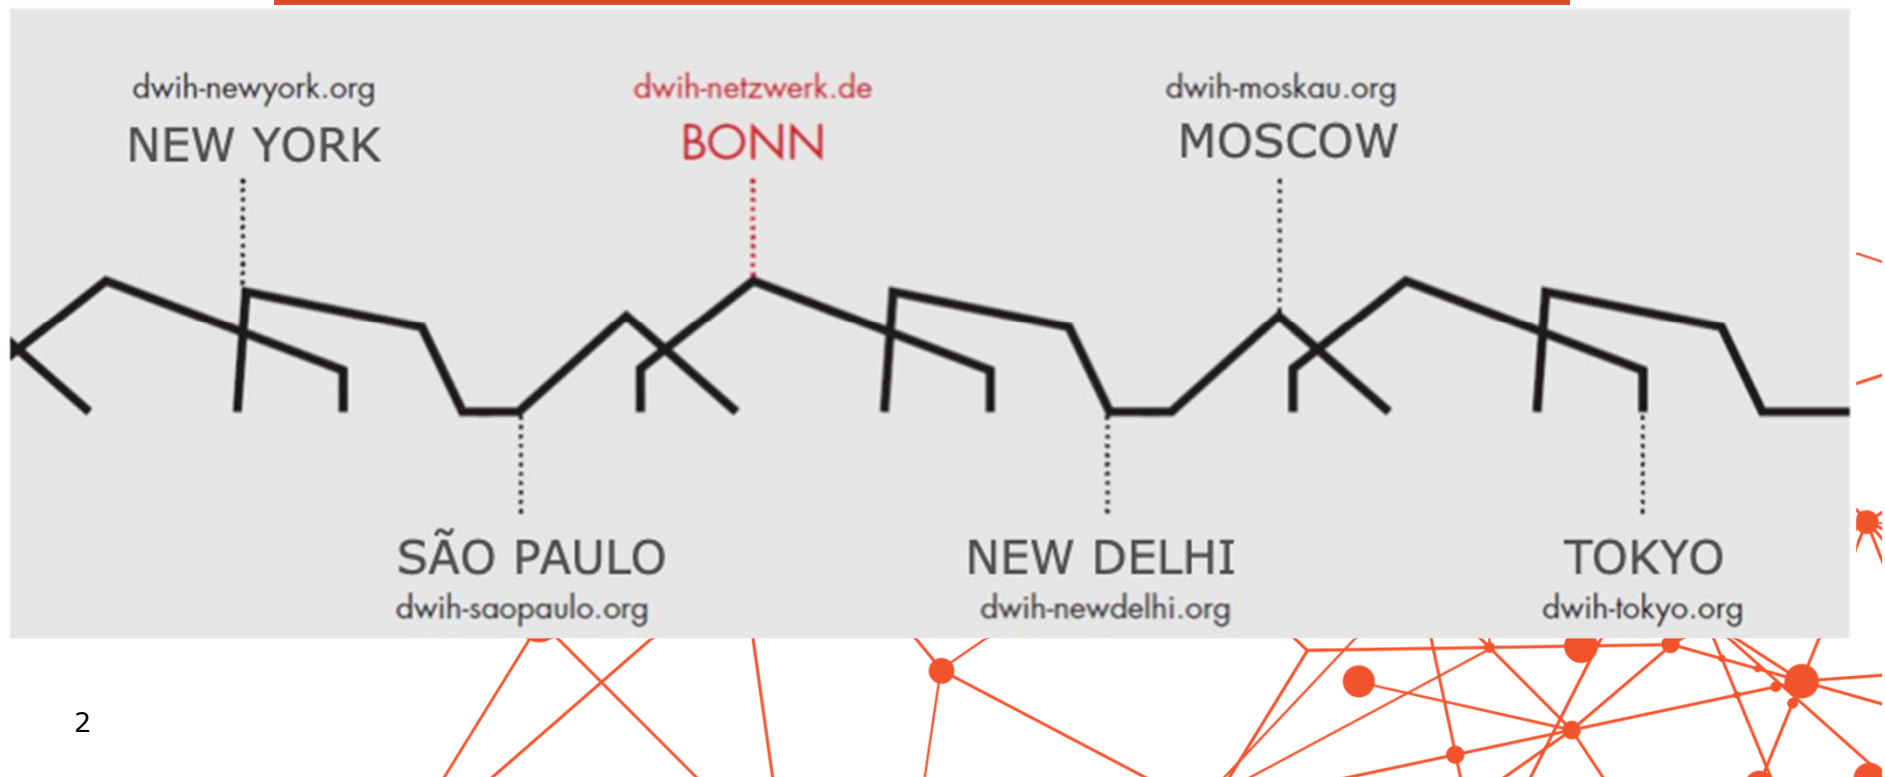 dwih-newyork.org
NEW YORK
dwih-netzwerk.de
BONN
dwih-moskau.org
MOSCOW
SÃO PAULO
dwih-saopaulo.org
NEW DELHI
dwih-newdelhi.org
TOKYO
dwih-tokyo.org
2